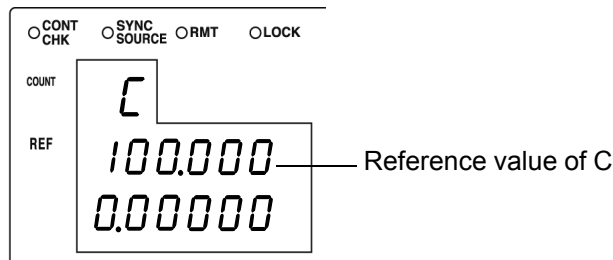 CONT CHK SYNC SOURCE RMT LOCK
COUNT C
REF 100.000 Reference value of C
0.00000